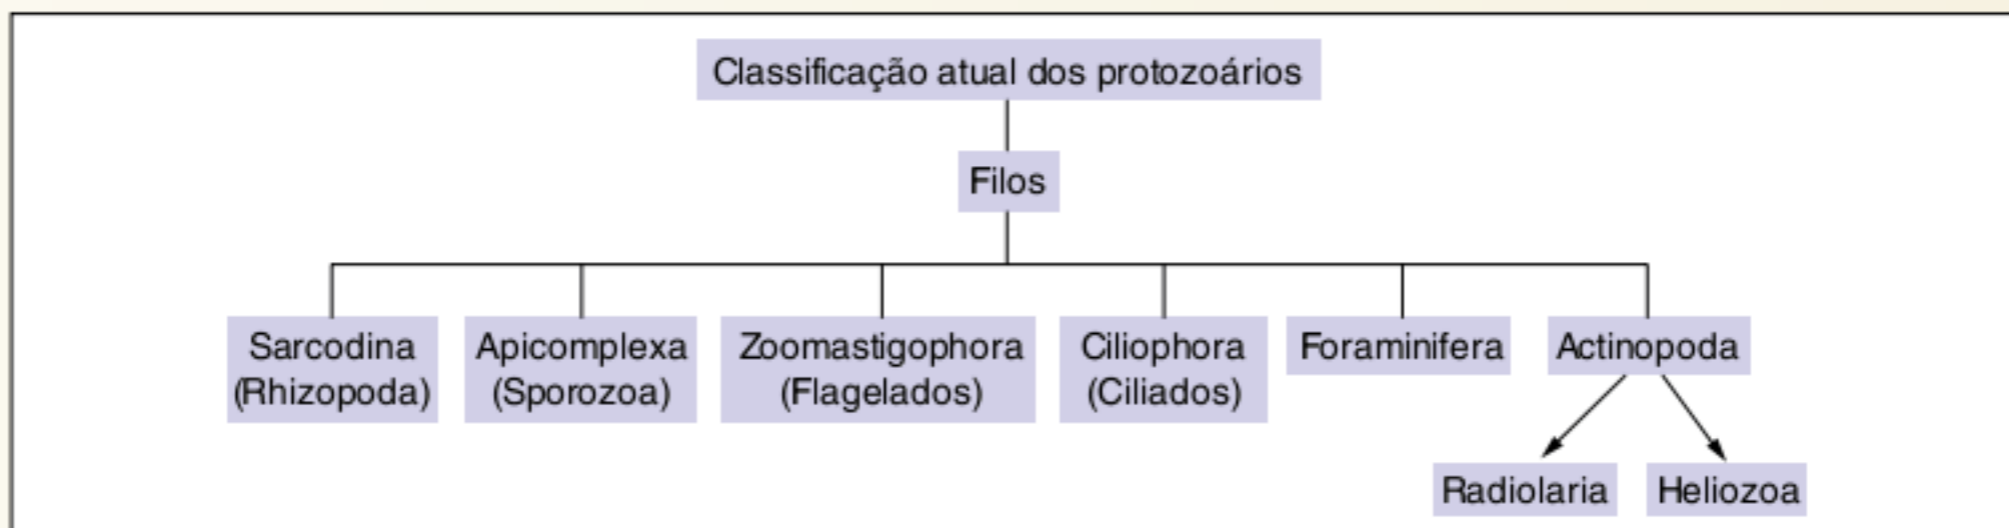 Classificação atual dos protozoários
Filos
Sarcodina
(Rhizopoda)
Apicomplexa
(Sporozoa)
Zoomastigophora
(Flagelados)
Ciliophora
(Ciliados)
Foraminifera
Actinopoda
Radiolaria
Heliozoa